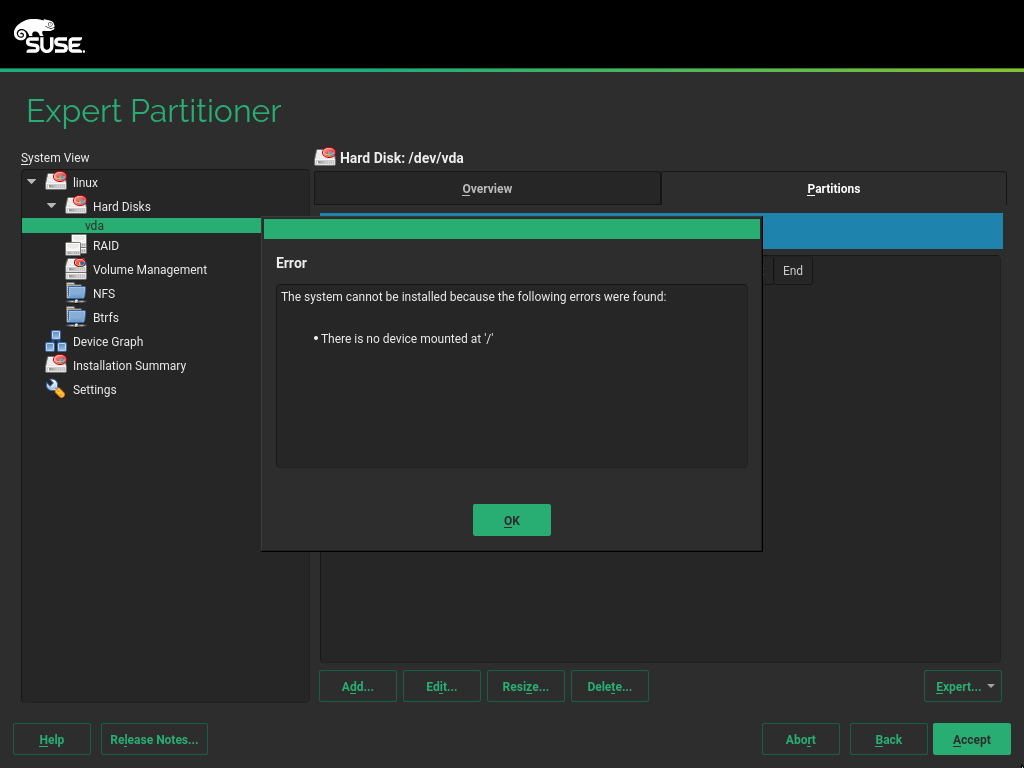 SUSE.
Expert Partitioner
System View
linux
Hard Disks
vda
RAID
Volume Management
NFS
Btrfs
Device Graph
Installation Summary
Settings
Hard Disk: /dev/vda
Overview
Partitions
End
Error
The system cannot be installed because the following errors were found:
• There is no device mounted at '/'
OK
Add...
Edit...
Resize...
Delete...
Expert...
Help
Release Notes...
Abort
Back
Accept